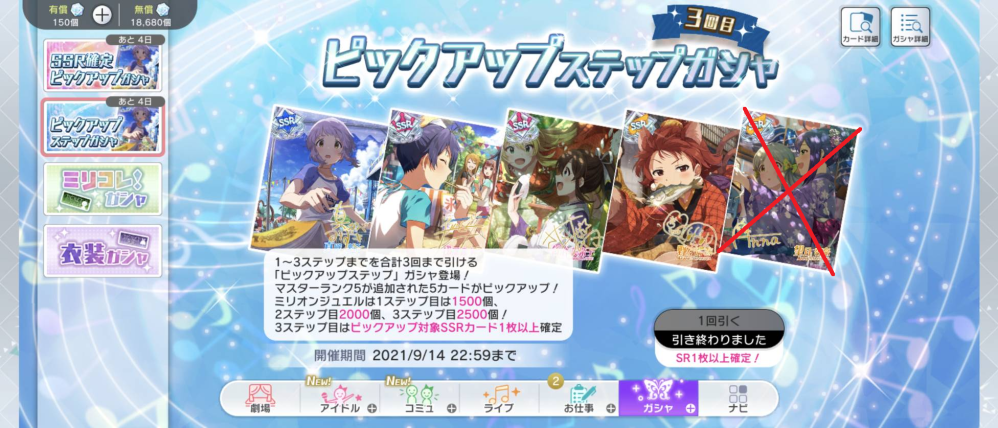 有償 150個
無償 18,680個
3回目
ピックアップステップガシャ
カード詳細
ガシャ詳細
あと 4日
SSR確定
ピックアップガシャ
あと 4日
ピックアップ
ステップガシャ
ミリコレ!
ガシャ
衣装ガシャ
SSR
SSR
1~3ステップまでを合計3回まで引ける
「ピックアップステップ」ガシャ登場!
マスターランク5が追加された5カードがピックアップ!
ミリオンジュエルは1ステップ目は1500個、
2ステップ目2000個、3ステップ目2500個!
3ステップ目はピックアップ対象SSRカード1枚以上確定
開催期間 2021/9/14 22:59まで
1回引く
引き終わりました
SR1枚以上確定!
劇場
New!
アイドル
New!
コミュ
ライブ
2
お仕事
ガシャ
ナビ